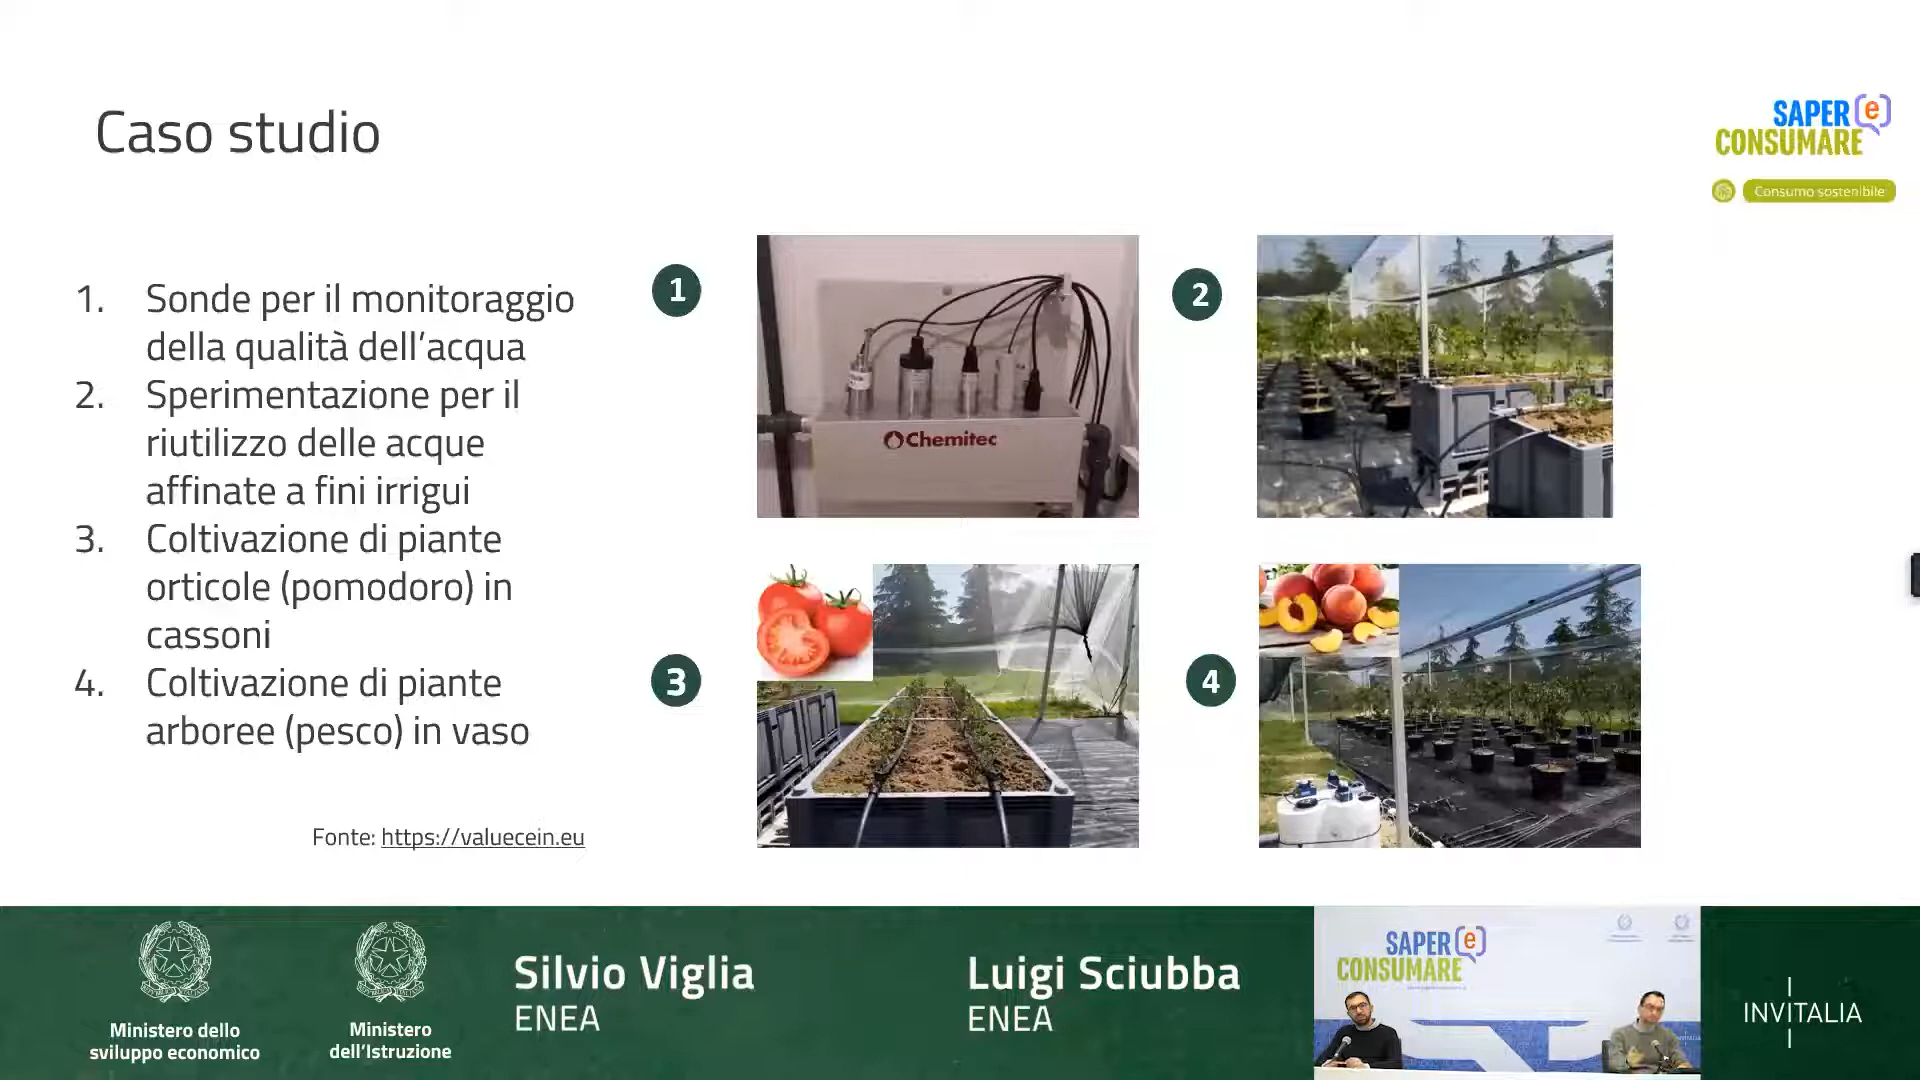 Caso studio
SAPER e
CONSUMARE
Consumo sostenibile
1. Sonde per il monitoraggio
della qualità dell'acqua
2. Sperimentazione per il
riutilizzo delle acque
affinate a fini irrigui
3. Coltivazione di piante
orticole (pomodoro) in
cassoni
4. Coltivazione di piante
arboree (pesco) in vaso
Fonte: https://valuecein.eu
1
Chemitec
2
3
4
Ministero dello
sviluppo economico
Ministero
dell'Istruzione
Silvio Viglia
ENEA
Luigi Sciubba
ENEA
SAPER e
CONSUMARE
INVITALIA